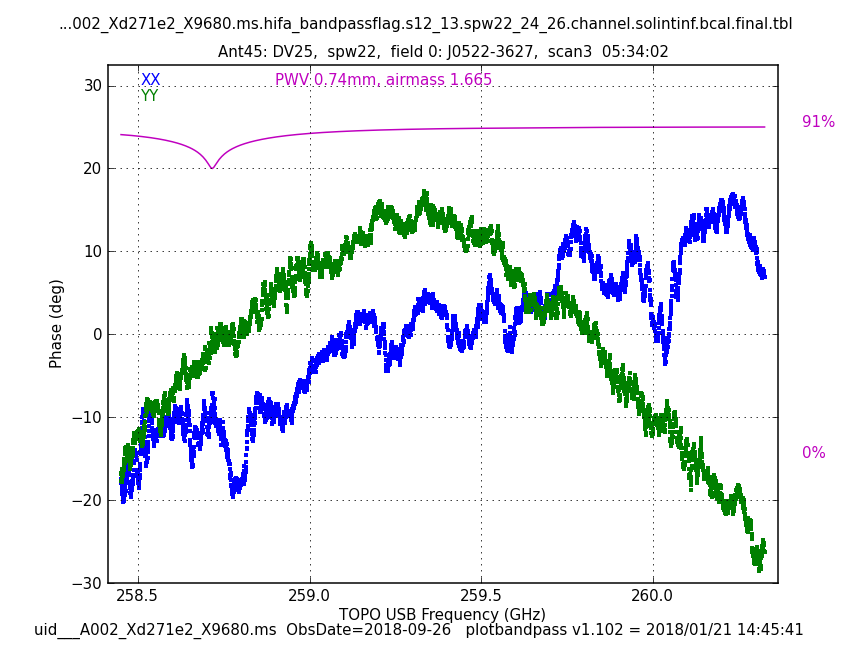 ...002_Xd271e2_X9680.ms.hifa_bandpassflag.s12_13.spw22_24_26.channel.solintinf.bcal.final.tbl
Ant45: DV25,  spw22,  field 0: J0522-3627,  scan3  05:34:02
XX
YY
PWV 0.74mm, airmass 1.665
91%
0%
30
20
10
0
−10
−20
−30
Phase (deg)
258.5
259.0
259.5
260.0
TOPO USB Frequency (GHz)
uid___A002_Xd271e2_X9680.ms  ObsDate=2018-09-26   plotbandpass v1.102 = 2018/01/21 14:45:41